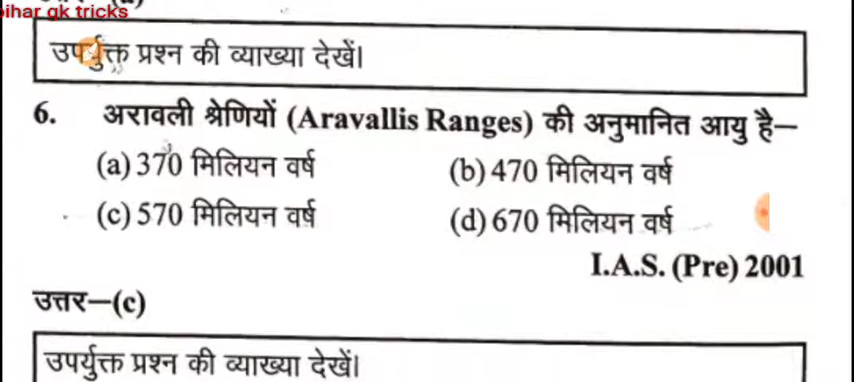 bihar gk tricks
उपर्युक्त प्रश्न की व्याख्या देखें।
6. अरावली श्रेणियों (Aravallis Ranges) की अनुमानित आयु है–
(a) 370 मिलियन वर्ष (b) 470 मिलियन वर्ष
(c) 570 मिलियन वर्ष (d) 670 मिलियन वर्ष
I.A.S. (Pre) 2001
उत्तर–(c)
उपर्युक्त प्रश्न की व्याख्या देखें।